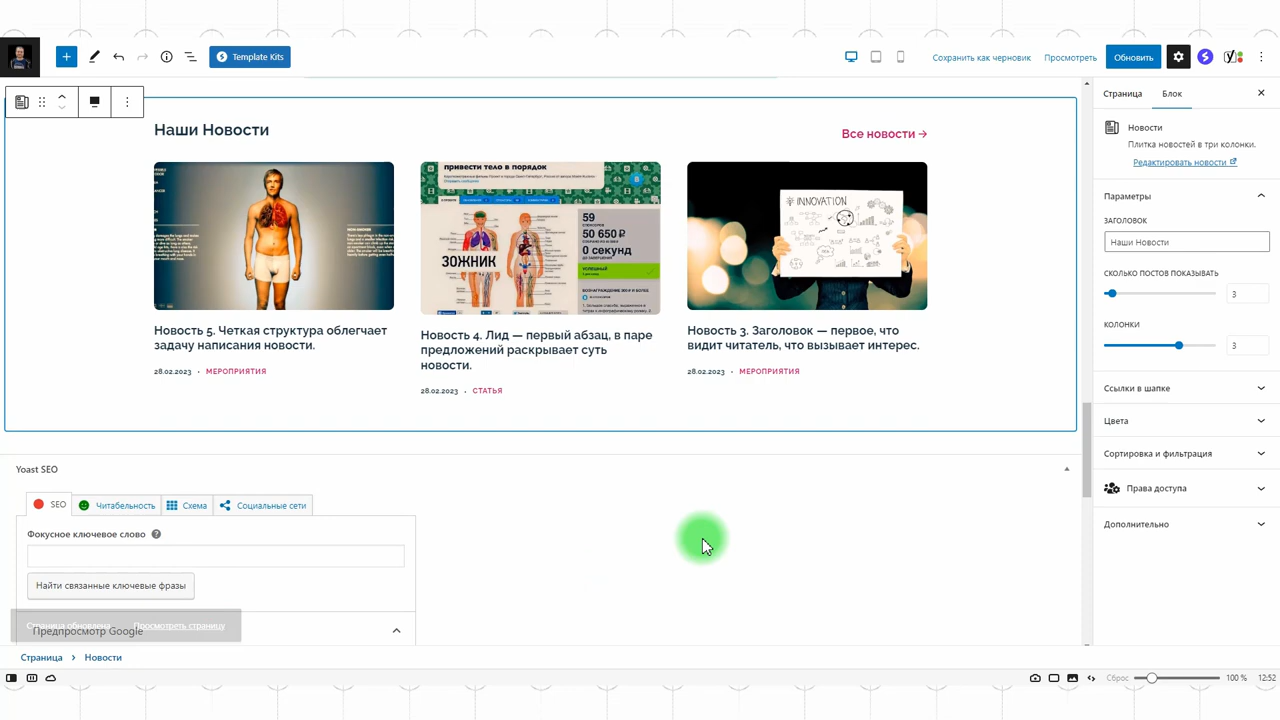 Template Kits
Сохранить как черновик
Просмотреть
Обновить
Наши Новости
Все новости →
привести тело в порядок
ЗОЖНИК
59
50 650 ₽
0 секунд
УСПЕШНЫЙ
INNOVATION
Новость 5. Четкая структура облегчает
задачу написания новости.
28.02.2023 • МЕРОПРИЯТИЯ
Новость 4. Лид — первый абзац, в паре
предложений раскрывает суть
новости.
28.02.2023 • СТАТЬЯ
Новость 3. Заголовок — первое, что
видит читатель, что вызывает интерес.
28.02.2023 • МЕРОПРИЯТИЯ
Yoast SEO
SEO
Читабельность
Схема
Социальные сети
Фокусное ключевое слово
Найти связанные ключевые фразы
Страница обновлена.
Просмотреть страницу
Предпросмотр Google
Страница
Новости
Страница
Блок
Новости
Плитка новостей в три колонки.
Редактировать новости
Параметры
ЗАГОЛОВОК
Наши Новости
СКОЛЬКО ПОСТОВ ПОКАЗЫВАТЬ
3
КОЛОНКИ
3
Ссылки в шапке
Цвета
Сортировка и фильтрация
Права доступа
Дополнительно
Сброс
100 %
12:52